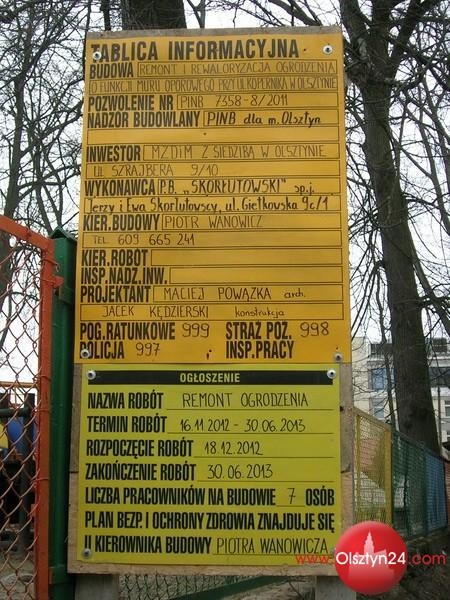 TABLICA INFORMACYJNA
BUDOWA REMONT I REWALORYZACJA OGRODZENIA
O FUNKCJI MURU OPOROWEGO PRZY UL. KOPERNIKA W OLSZTYNIE
POZWOLENIE NR PINB 7358-8/2011
NADZÓR BUDOWLANY PINB dla m. Olsztyn
INWESTOR MZDiM Z SIEDZIBĄ W OLSZTYNIE
UL SZRAJBERA 9/10
WYKONAWCA P.B. „SKORŁUTOWSKI" sp.j.
Jerzy i Ewa Skorłutowscy, ul. Giętkowska 9c/1
KIER.BUDOWY PIOTR WANOWICZ
TEL. 609 665 241
KIER.ROBÓT
INSP.NADZ.INW.
PROJEKTANT MACIEJ POWĄZKA arch.
JACEK KĘDZIERSKI konstrukcja
POG.RATUNKOWE 999 STRAŻ POŻ. 998
POLICJA 997 INSP.PRACY
OGŁOSZENIE
NAZWA ROBÓT REMONT OGRODZENIA
TERMIN ROBÓT 16.11.2012 - 30.06.2013
ROZPOCZĘCIE ROBÓT 18.12.2012
ZAKOŃCZENIE ROBÓT 30.06.2013
LICZBA PRACOWNIKÓW NA BUDOWIE 7 OSÓB
PLAN BEZP. I OCHRONY ZDROWIA ZNAJDUJE SIĘ
U KIEROWNIKA BUDOWY PIOTRA WANOWICZA
www.Olsztyn24.com